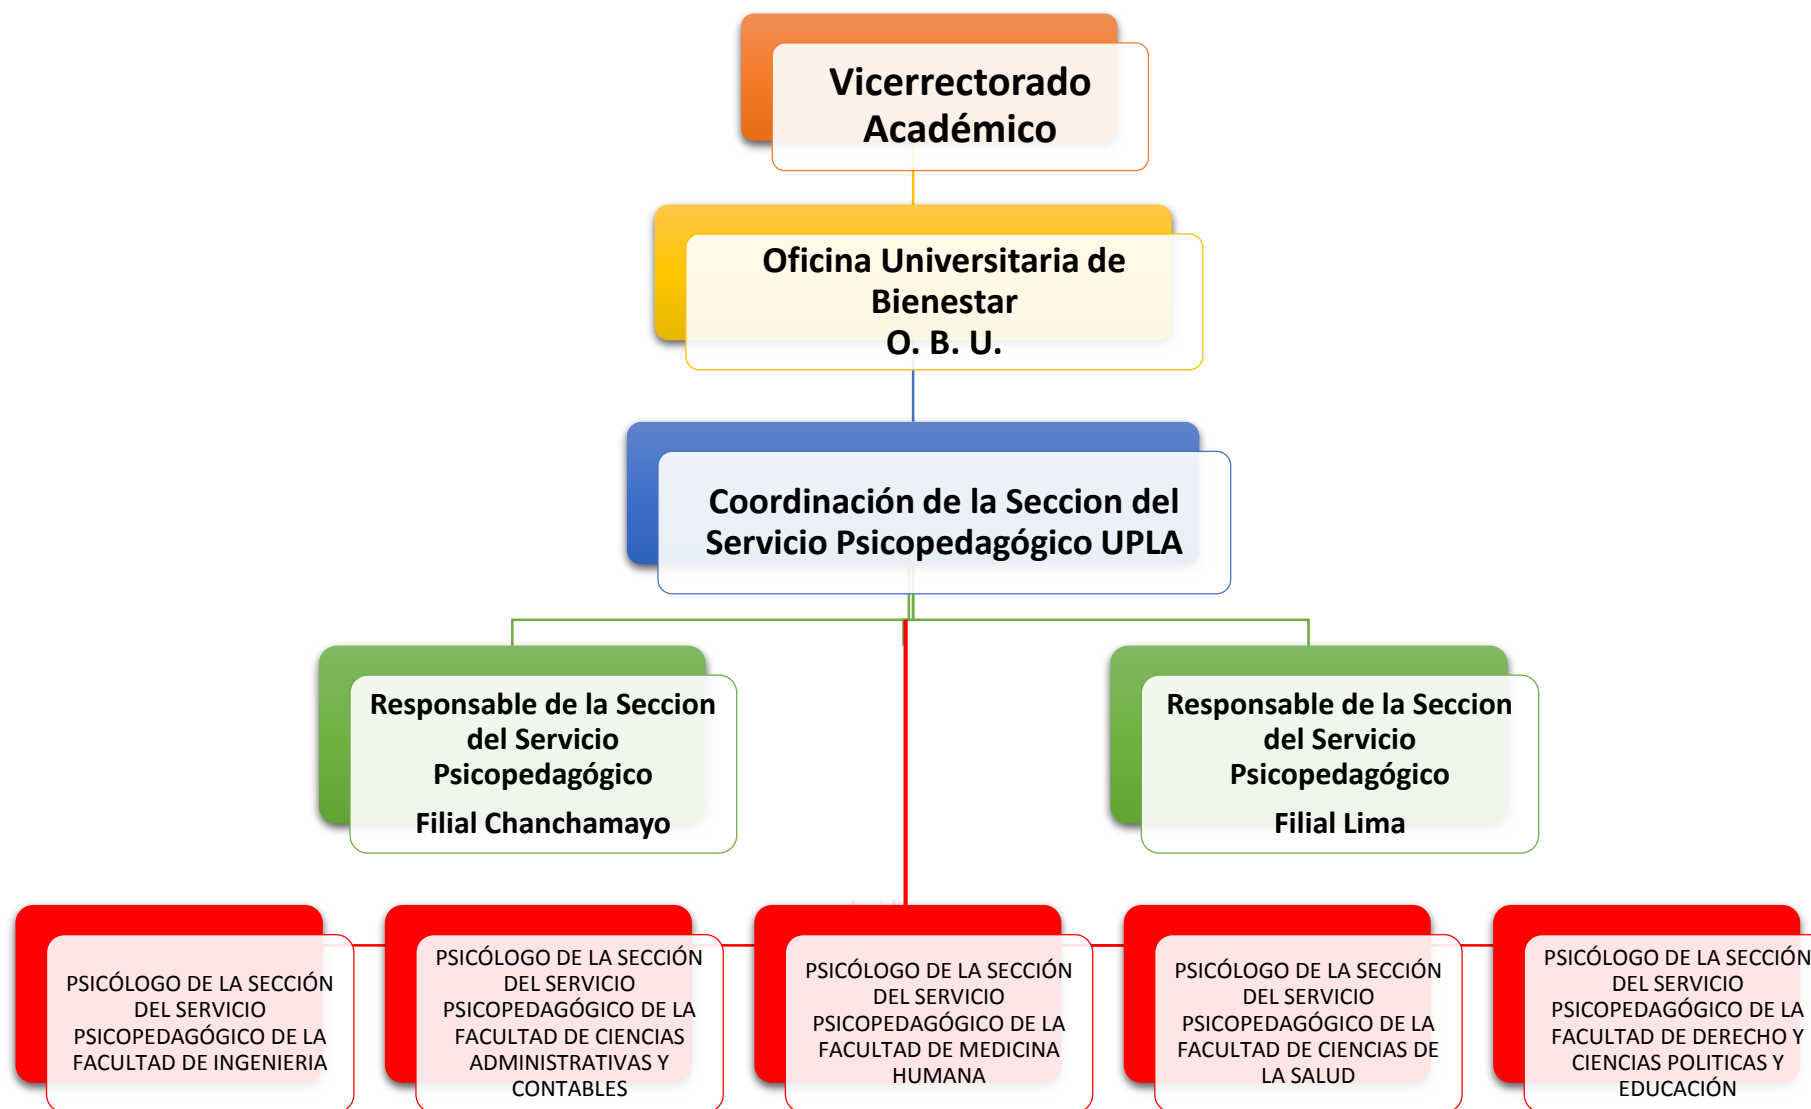 Vicerrectorado
Académico
Oficina Universitaria de
Bienestar
O. B. U.
Coordinación de la Seccion del
Servicio Psicopedagógico UPLA
Responsable de la Seccion
del Servicio
Psicopedagógico
Filial Chanchamayo
Responsable de la Seccion
del Servicio
Psicopedagógico
Filial Lima
PSICÓLOGO DE LA SECCIÓN
DEL SERVICIO
PSICOPEDAGÓGICO DE LA
FACULTAD DE INGENIERIA
PSICÓLOGO DE LA SECCIÓN
DEL SERVICIO
PSICOPEDAGÓGICO DE LA
FACULTAD DE CIENCIAS
ADMINISTRATIVAS Y
CONTABLES
PSICÓLOGO DE LA SECCIÓN
DEL SERVICIO
PSICOPEDAGÓGICO DE LA
FACULTAD DE MEDICINA
HUMANA
PSICÓLOGO DE LA SECCIÓN
DEL SERVICIO
PSICOPEDAGÓGICO DE LA
FACULTAD DE CIENCIAS DE
LA SALUD
PSICÓLOGO DE LA SECCIÓN
DEL SERVICIO
PSICOPEDAGÓGICO DE LA
FACULTAD DE DERECHO Y
CIENCIAS POLITICAS Y
EDUCACIÓN